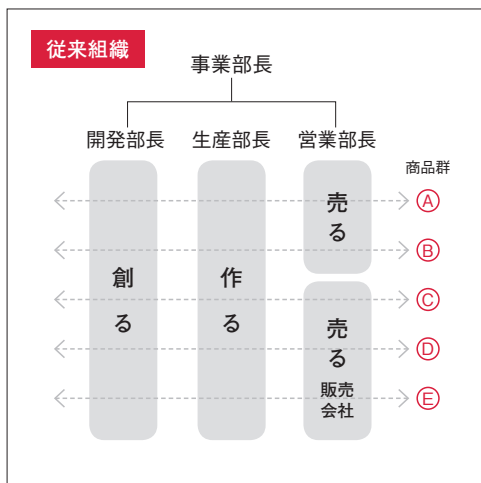 従来組織
事業部長
開発部長 生産部長 営業部長
商品群
創る
作る
売る
売る
販売
会社
A
B
C
D
E